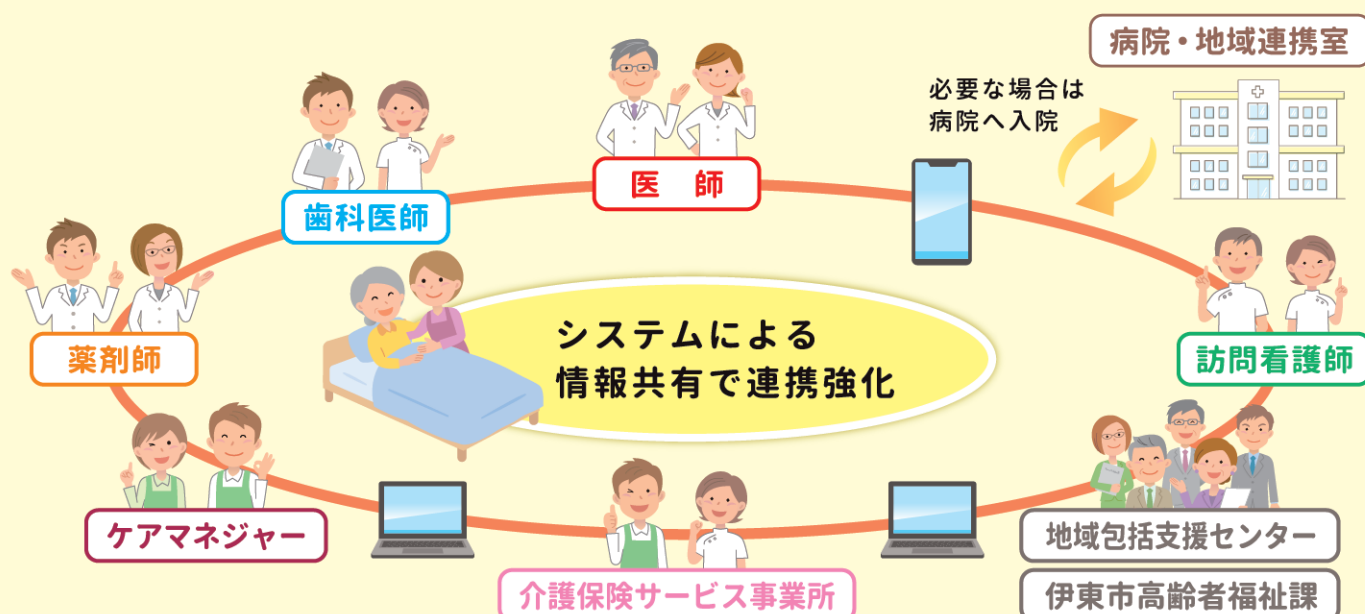 病院・地域連携室
必要な場合は
病院へ入院
医師
歯科医師
薬剤師
訪問看護師
システムによる
情報共有で連携強化
ケアマネジャー
介護保険サービス事業所
地域包括支援センター
伊東市高齢者福祉課